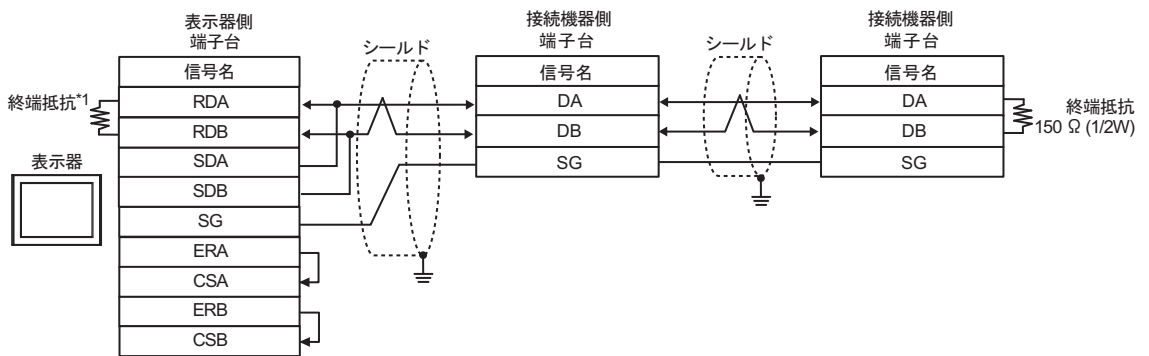 表示器側
端子台
信号名
RDA
RDB
SDA
SDB
SG
ERA
CSA
ERB
CSB
終端抵抗*1
表示器
シールド
接続機器側
端子台
信号名
DA
DB
SG
シールド
接続機器側
端子台
信号名
DA
DB
SG
終端抵抗
150 Ω (1/2W)